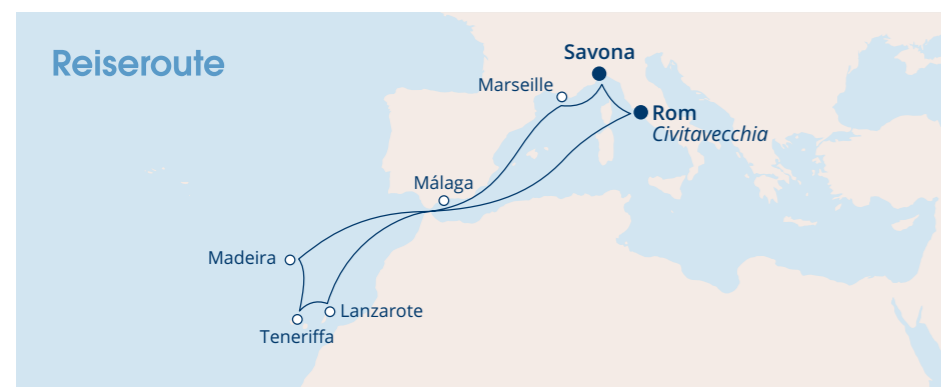 Reiseroute
Savona
Marseille
Rom
Civitavecchia
Málaga
Madeira
Lanzarote
Teneriffa